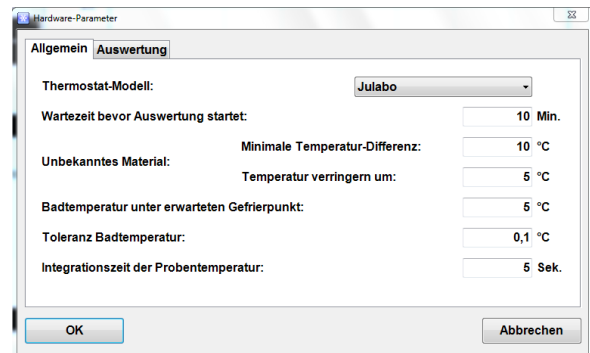 Hardware-Parameter
Allgemein Auswertung
Thermostat-Modell: Julabo
Wartezeit bevor Auswertung startet: 10 Min.
Minimale Temperatur-Differenz: 10 °C
Unbekanntes Material:
Temperatur verringern um: 5 °C
Badtemperatur unter erwarteten Gefrierpunkt: 5 °C
Toleranz Badtemperatur: 0,1 °C
Integrationszeit der Probentemperatur: 5 Sek.
OK Abbrechen